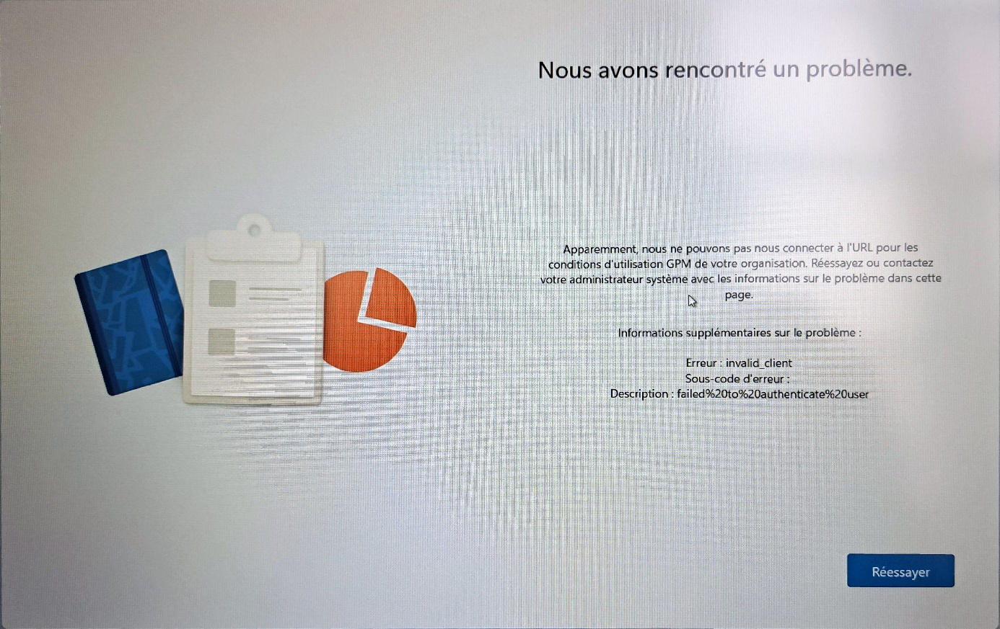 Nous avons rencontré un problème.
Apparemment, nous ne pouvons pas nous connecter à l'URL pour les
conditions d'utilisation GPM de votre organisation. Réessayez ou contactez
votre administrateur système avec les informations sur le problème dans cette
page.
Informations supplémentaires sur le problème :
Erreur : invalid_client
Sous-code d'erreur :
Description : failed%20to%20authenticate%20user
Réessayer